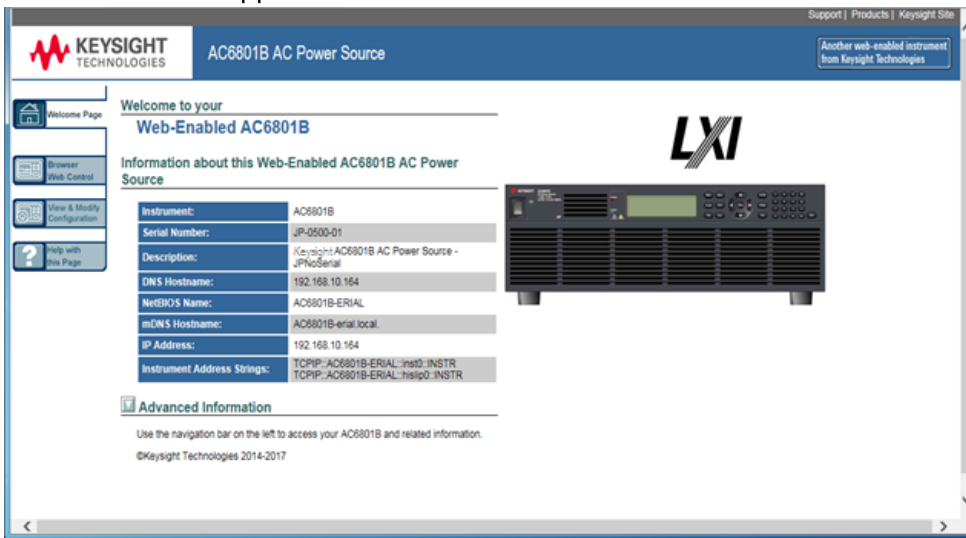 Support | Products | Keysight Site
KEYSIGHT
TECHNOLOGIES
AC6801B AC Power Source
Another web-enabled instrument
from Keysight Technologies
Welcome Page
Browser
Web Control
View & Modify
Configuration
Help with
this Page
Welcome to your
Web-Enabled AC6801B
Information about this Web-Enabled AC6801B AC Power
Source
Instrument: AC6801B
Serial Number: JP-0500-01
Description: Keysight AC6801B AC Power Source -
JPNoSerial
DNS Hostname: 192.168.10.164
NetBIOS Name: AC6801B-ERIAL
mDNS Hostname: AC6801B-erial.local.
IP Address: 192.168.10.164
Instrument Address Strings: TCPIP::AC6801B-ERIAL::inst0::INSTR
TCPIP::AC6801B-ERIAL::hislip0::INSTR
Advanced Information
Use the navigation bar on the left to access your AC6801B and related information.
©Keysight Technologies 2014-2017
LXI